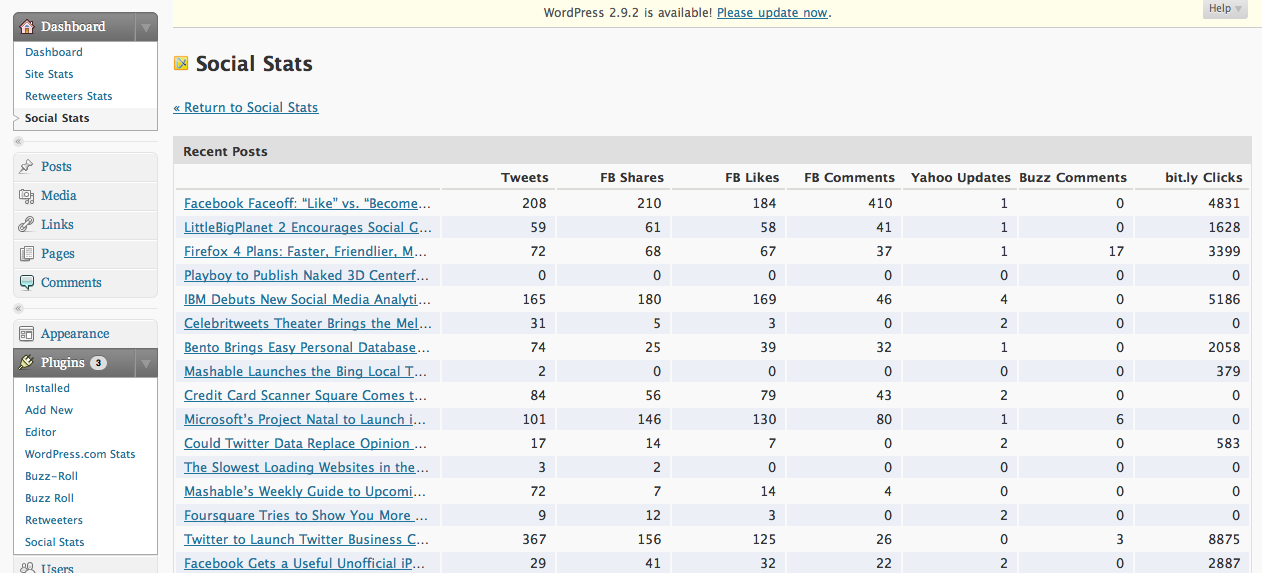 WordPress 2.9.2 is available! Please update now.
Help
Dashboard
Dashboard
Site Stats
Retweeters Stats
Social Stats
Posts
Media
Links
Pages
Comments
Appearance
Plugins 3
Installed
Add New
Editor
WordPress.com Stats
Buzz-Roll
Buzz Roll
Retweeters
Social Stats
Users
Social Stats
« Return to Social Stats
Recent Posts
Tweets FB Shares FB Likes FB Comments Yahoo Updates Buzz Comments bit.ly Clicks
Facebook Faceoff: “Like” vs. “Become... 208 210 184 410 1 0 4831
LittleBigPlanet 2 Encourages Social G... 59 61 58 41 1 0 1628
Firefox 4 Plans: Faster, Friendlier, M... 72 68 67 37 1 17 3399
Playboy to Publish Naked 3D Centerf... 0 0 0 0 0 0 0
IBM Debuts New Social Media Analyti... 165 180 169 46 4 0 5186
Celebritweets Theater Brings the Mel... 31 5 3 0 2 0 0
Bento Brings Easy Personal Database... 74 25 39 32 1 0 2058
Mashable Launches the Bing Local T... 2 0 0 0 0 0 379
Credit Card Scanner Square Comes t... 84 56 79 43 2 0 0
Microsoft’s Project Natal to Launch i... 101 146 130 80 1 6 0
Could Twitter Data Replace Opinion ... 17 14 7 0 2 0 583
The Slowest Loading Websites in the... 3 2 0 0 0 0 0
Mashable’s Weekly Guide to Upcomi... 72 7 14 4 0 0 0
Foursquare Tries to Show You More ... 9 12 3 0 2 0 0
Twitter to Launch Twitter Business C... 367 156 125 26 0 3 8875
Facebook Gets a Useful Unofficial iP... 29 41 32 22 2 0 2887